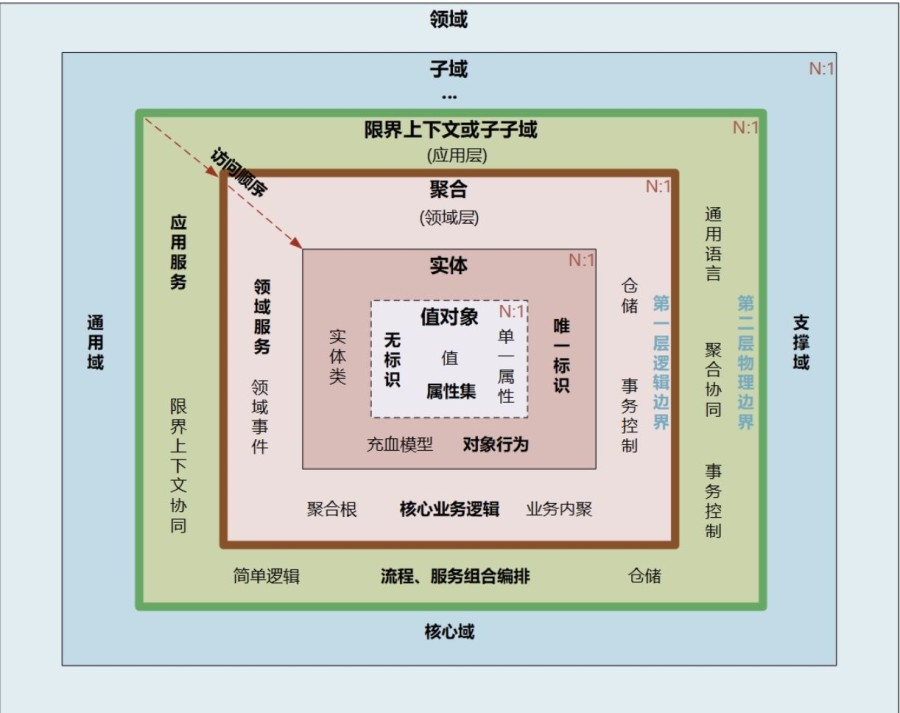 领域
子域
N:1
...
限界上下文或子子域
N:1
(应用层)
访问顺序
聚合
N:1
(领域层)
实体
N:1
值对象
N:1
无标识
值
单一属性
属性集
实体类
唯一标识
充血模型
对象行为
领域服务
领域事件
仓储
事务控制
第一层逻辑边界
聚合根
核心业务逻辑
业务内聚
应用服务
限界上下文协同
通用语言
聚合协同
事务控制
第二层物理边界
简单逻辑
流程、服务组合编排
仓储
通用域
支撑域
核心域